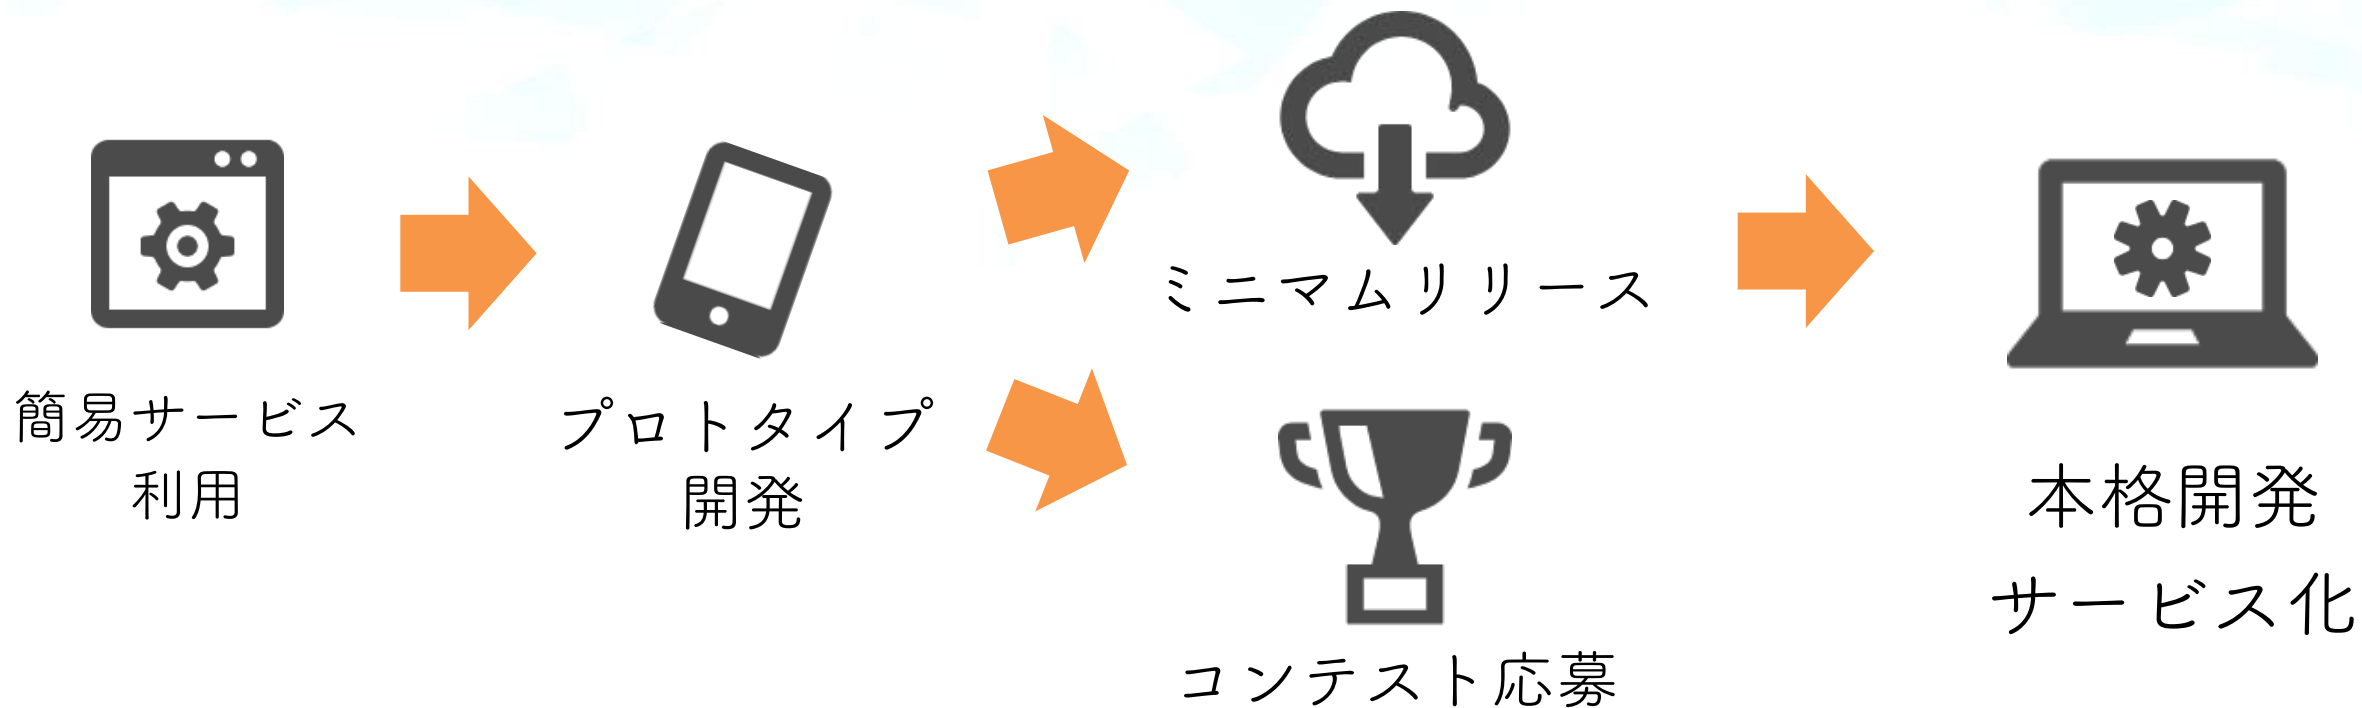 簡易サービス
利用
プロトタイプ
開発
ミニマムリリース
コンテスト応募
本格開発
サービス化